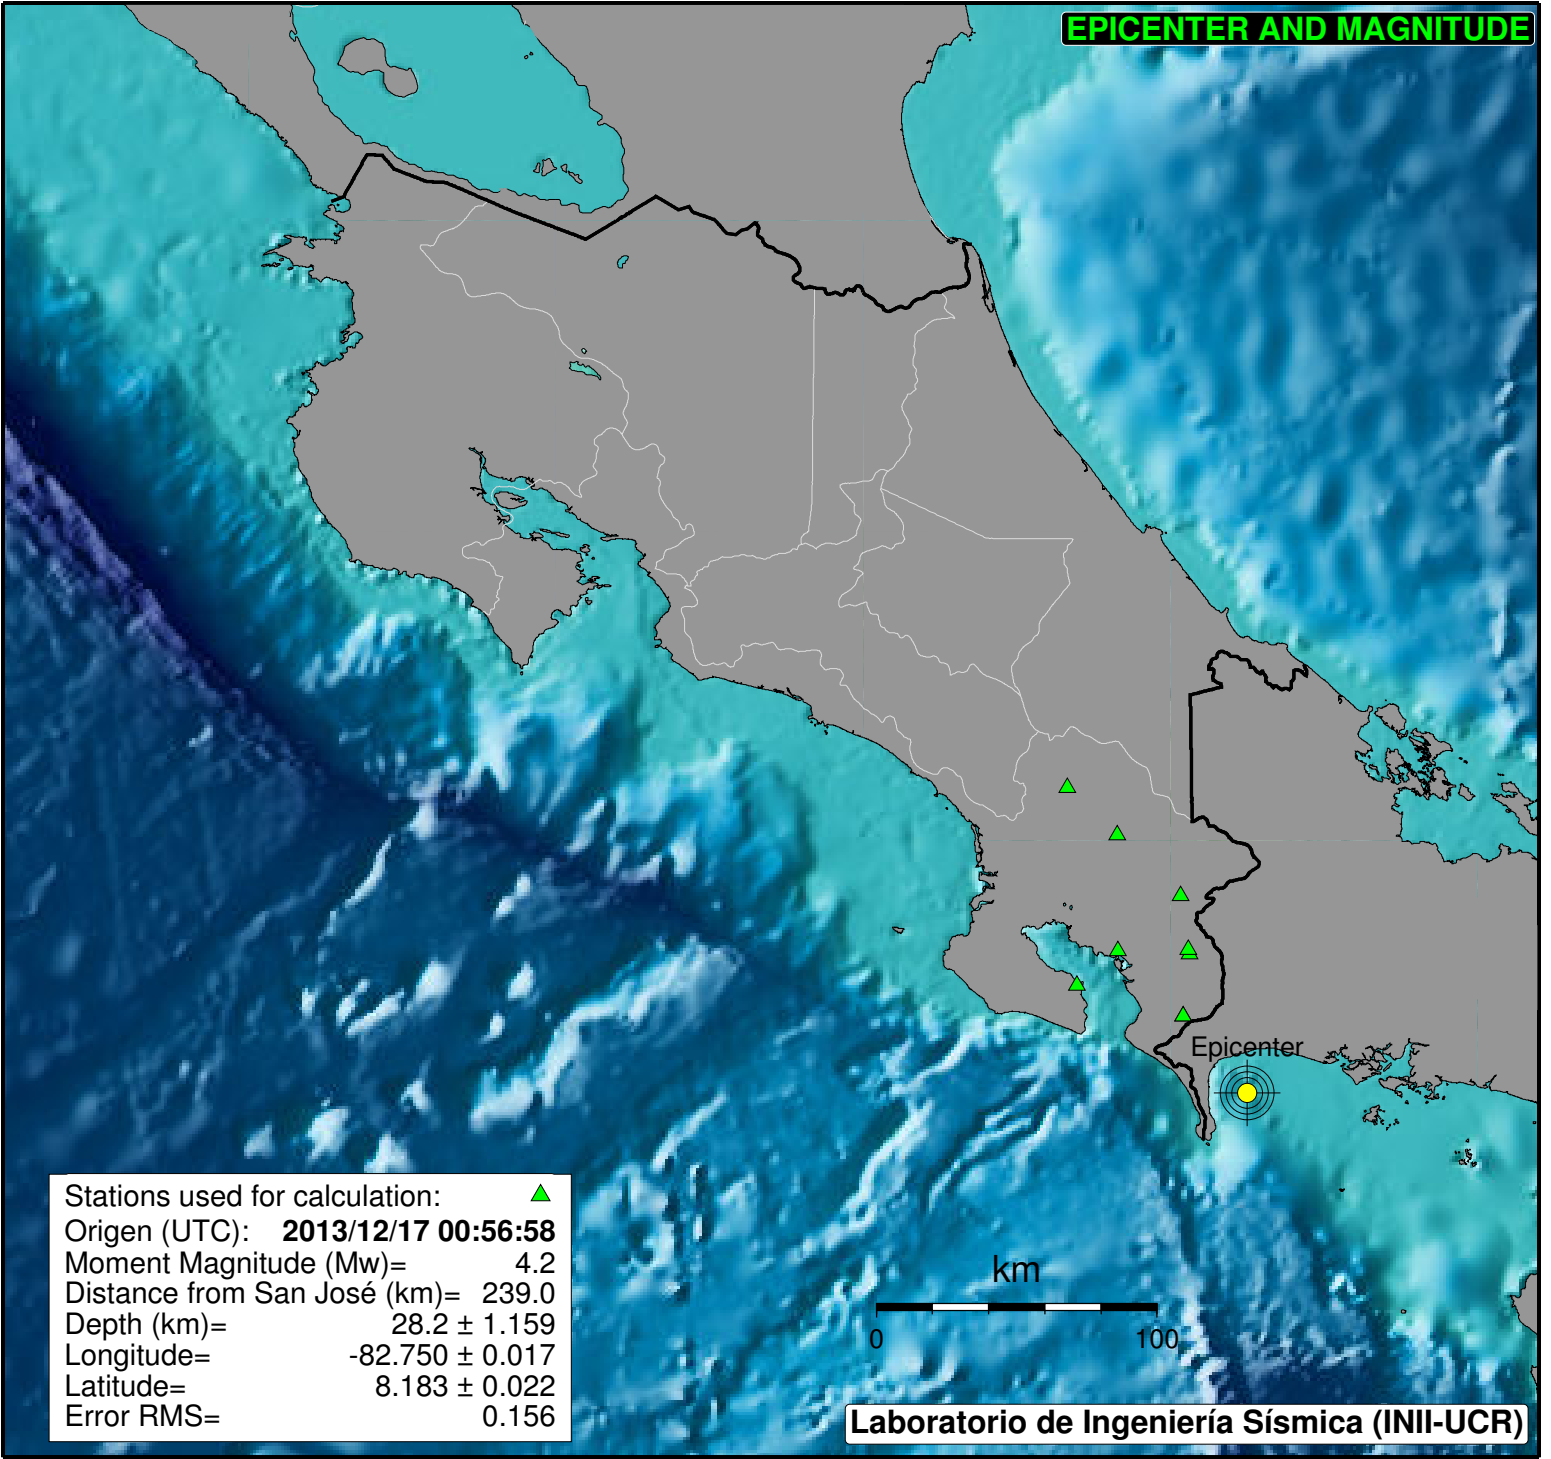 EPICENTER AND MAGNITUDE
Epicenter
Stations used for calculation:
Origen (UTC): 2013/12/17 00:56:58
Moment Magnitude (Mw)= 4.2
Distance from San José (km)= 239.0
Depth (km)= 28.2 ± 1.159
Longitude= -82.750 ± 0.017
Latitude= 8.183 ± 0.022
Error RMS= 0.156
km
0 100
Laboratorio de Ingeniería Sísmica (INII-UCR)